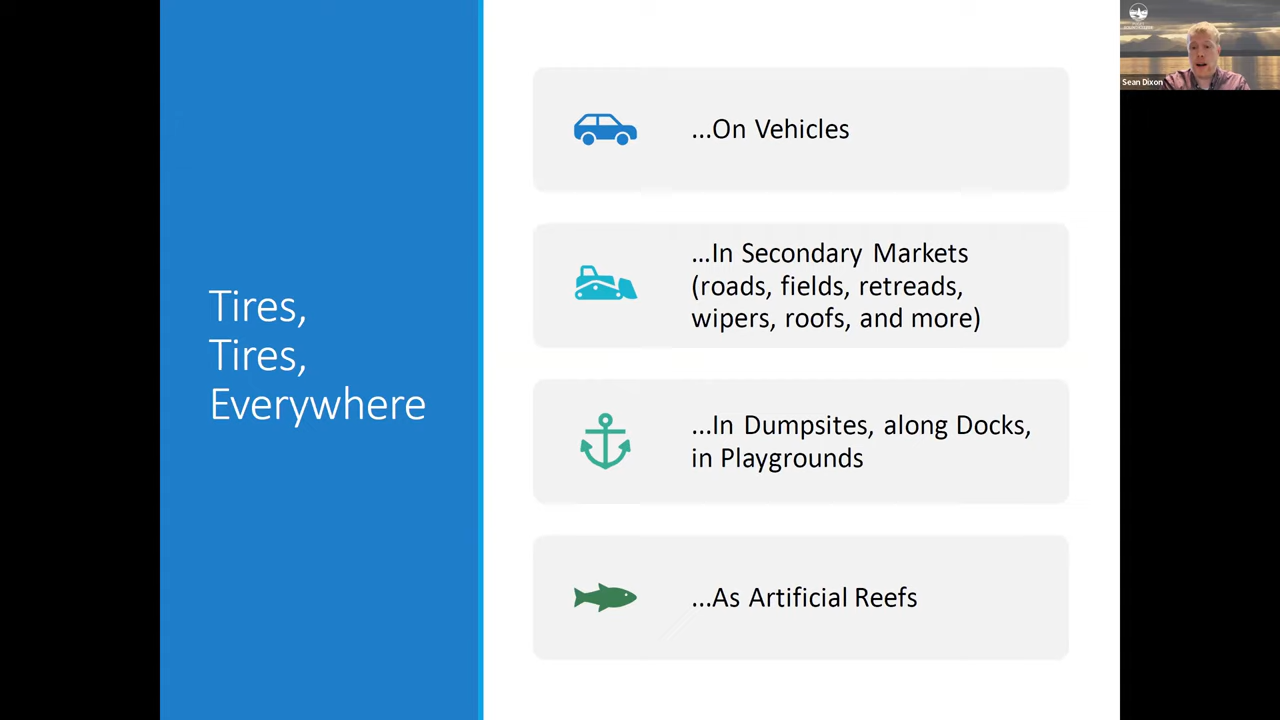 Tires,
Tires,
Everywhere
...On Vehicles
...In Secondary Markets
(roads, fields, retreads,
wipers, roofs, and more)
...In Dumpsites, along Docks,
in Playgrounds
...As Artificial Reefs
Sean Dixon